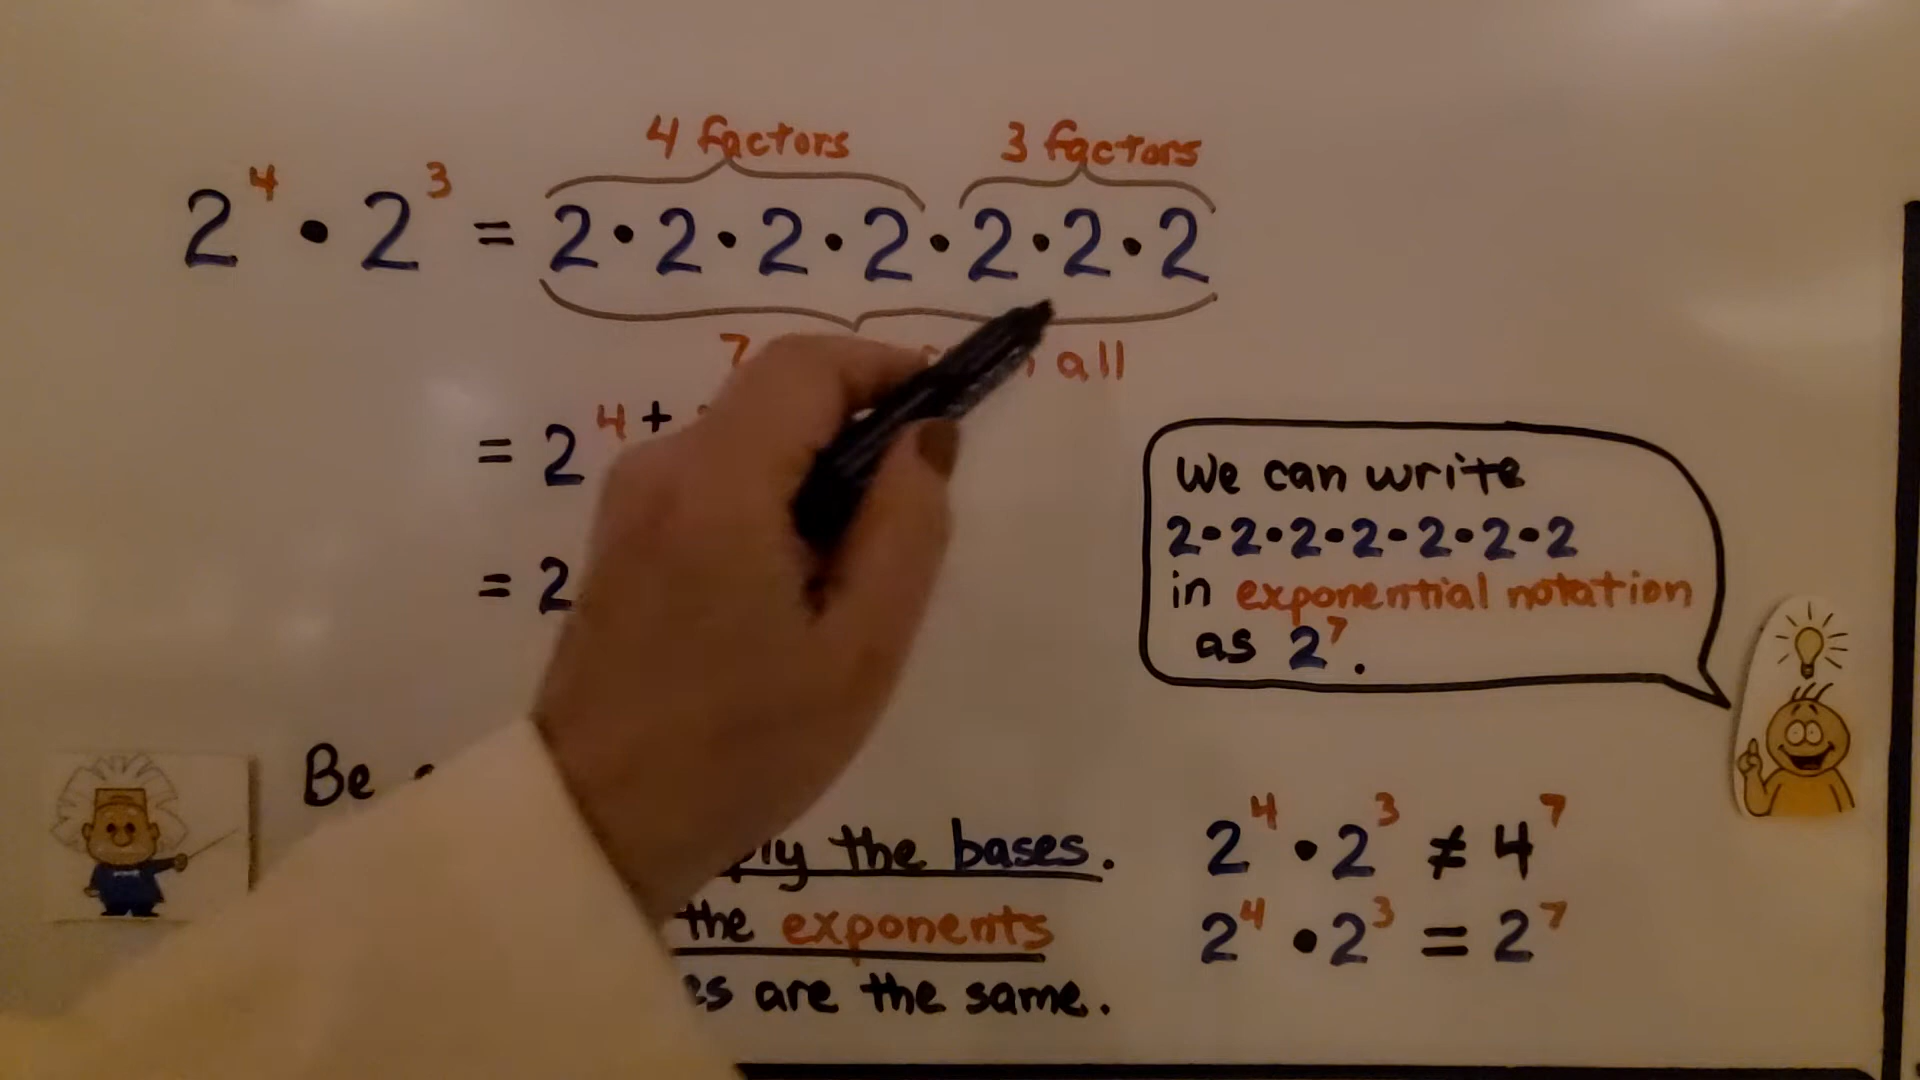 4 factors 3 factors
2⁴ • 2³ = 2 • 2 • 2 • 2 • 2 • 2 • 2
7 all
= 2⁴ ⁺
= 2
We can write
2 • 2 • 2 • 2 • 2 • 2 • 2
in exponential notation
as 2⁷.
Be
the bases.
the exponents
are the same.
2⁴ • 2³ ≠ 4⁷
2⁴ • 2³ = 2⁷